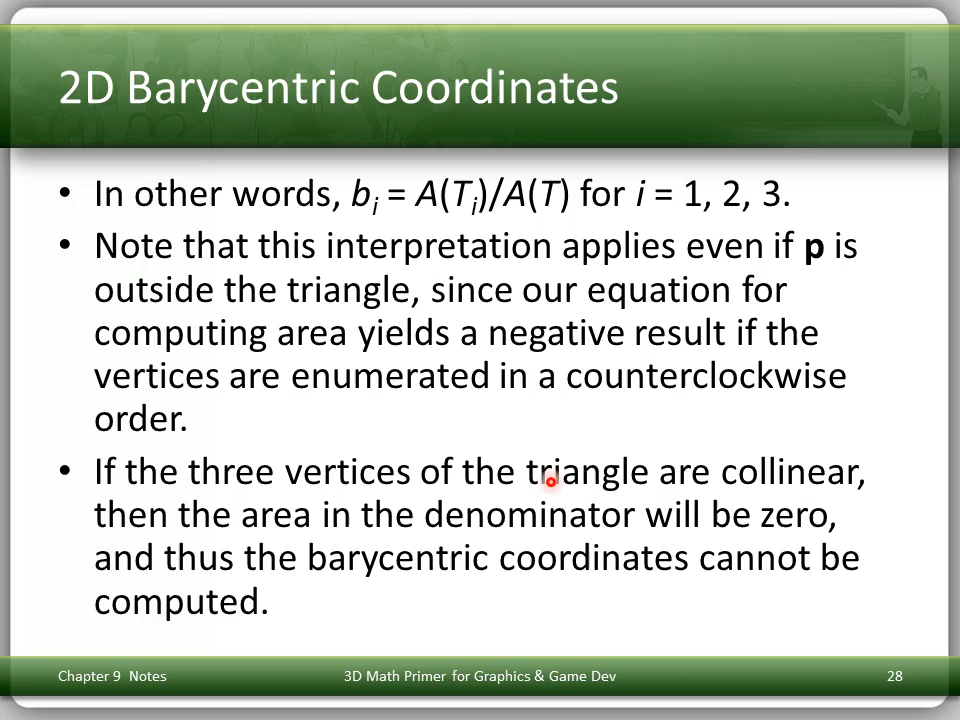 2D Barycentric Coordinates
• In other words, bᵢ = A(Tᵢ)/A(T) for i = 1, 2, 3.
• Note that this interpretation applies even if p is
outside the triangle, since our equation for
computing area yields a negative result if the
vertices are enumerated in a counterclockwise
order.
• If the three vertices of the triangle are collinear,
then the area in the denominator will be zero,
and thus the barycentric coordinates cannot be
computed.
Chapter 9 Notes
3D Math Primer for Graphics & Game Dev
28